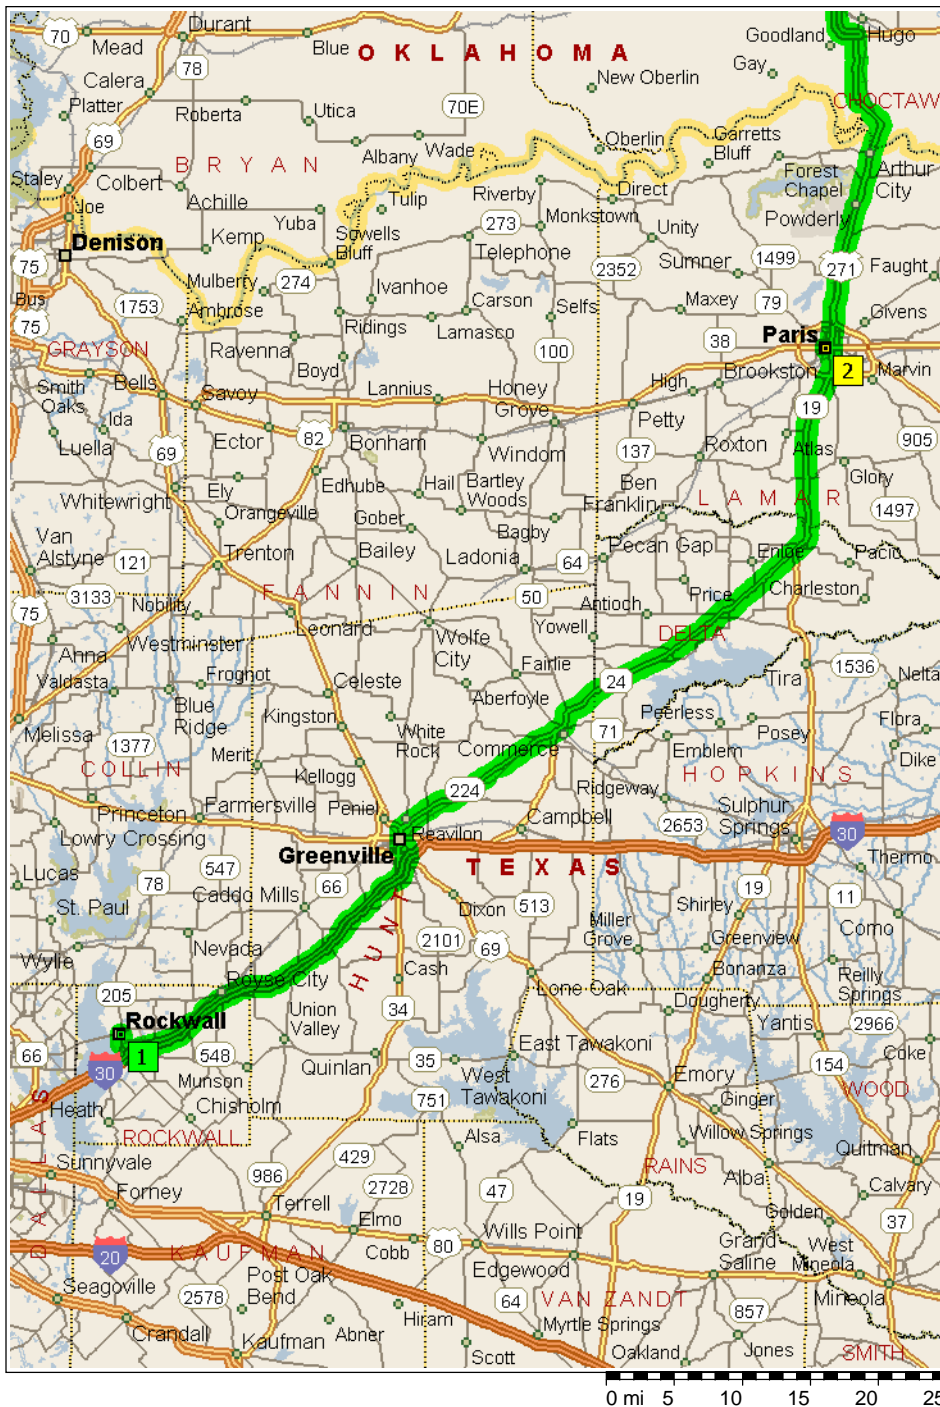 70
Mead
Durant
Blue
OKLAHOMA
Goodland
Hugo
Gay
New Oberlin
78
Calera
Platter
Roberta
Utica
70E
CHOCTAW
69
Albany
Wade
Oberlin
Garretts
Bluff
BRYAN
Staley
Colbert
Joe
Achille
Yuba
Tulip
Riverby
Direct
Forest
Chapel
Arthur
City
Powderly
Denison
Kemp
Sowells
Bluff
273
Monkstown
Telephone
Unity
75
Bus
Mulberry
274
Ivanhoe
Carson
Selfs
2352
Sumner
1499
271
Faught
1753
Ambrose
Ridings
Lamasco
Maxey
79
Givens
75
GRAYSON
Ravenna
Boyd
100
38
Paris
2
Smith
Oaks
Bells
Savoy
Lannius
Honey
Grove
High
Brookston
Marvin
Ida
Luella
Ector
82
Bonham
Windom
Petty
19
69
137
Roxton
Atlas
905
Whitewright
Ely
Edhube
Hail
Bartley
Woods
Ben
Franklin
LAMAR
Glory
1497
Orangeville
Gober
Bagby
Van
Alstyne
121
Trenton
Bailey
Ladonia
64
Pecan Gap
Enloe
Pacio
75
3133
Nobility
FANNIN
50
Antioch
Price
Charleston
Westminster
Leonard
Wolfe
City
Yowell
DELTA
Anna
Valdasta
Frognot
Celeste
Fairlie
Aberfoyle
24
Tira
1536
Nelta
Blue
Ridge
Kingston
White
Rock
Commerce
71
Peerless
Posey
Flora
Melissa
1377
Merit
Emblem
Dike
COLLIN
Kellogg
224
Ridgeway
HOPKINS
Princeton
Farmersville
Peniel
Campbell
2653
Sulphur
Springs
30
Lowry Crossing
Reavilon
Greenville
TEXAS
Thermo
Lucas
547
78
Caddo Mills
66
HUNT
Dixon
513
19
11
St. Paul
Shirley
Como
Miller
Grove
Greenview
Nevada
2101
69
Wylie
Royse City
Cash
Lone Oak
Bonanza
Reilly
Springs
205
Rockwall
Union
Valley
34
Dougherty
Yantis
2966
66
1
30
548
Munson
Quinlan
35
East Tawakoni
West
Tawakoni
276
Emory
154
Coke
Heath
Chisholm
751
Ginger
WOOD
DALLAS
ROCKWALL
Alsa
Flats
Willow Springs
Quitman
Sunnyvale
429
RAINS
Alba
986
2728
47
19
Calvary
Forney
Terrell
Elmo
Wills Point
Golden
37
20
KAUFMAN
Cobb
80
Edgewood
Grand
Saline
West
Mineola
Seagoville
2578
Post Oak
Bend
Hiram
64
VAN ZANDT
857
Mineola
Crandall
Kaufman
Abner
Scott
Myrtle Springs
Oakland
Jones
SMITH
0 mi 5 10 15 20 25